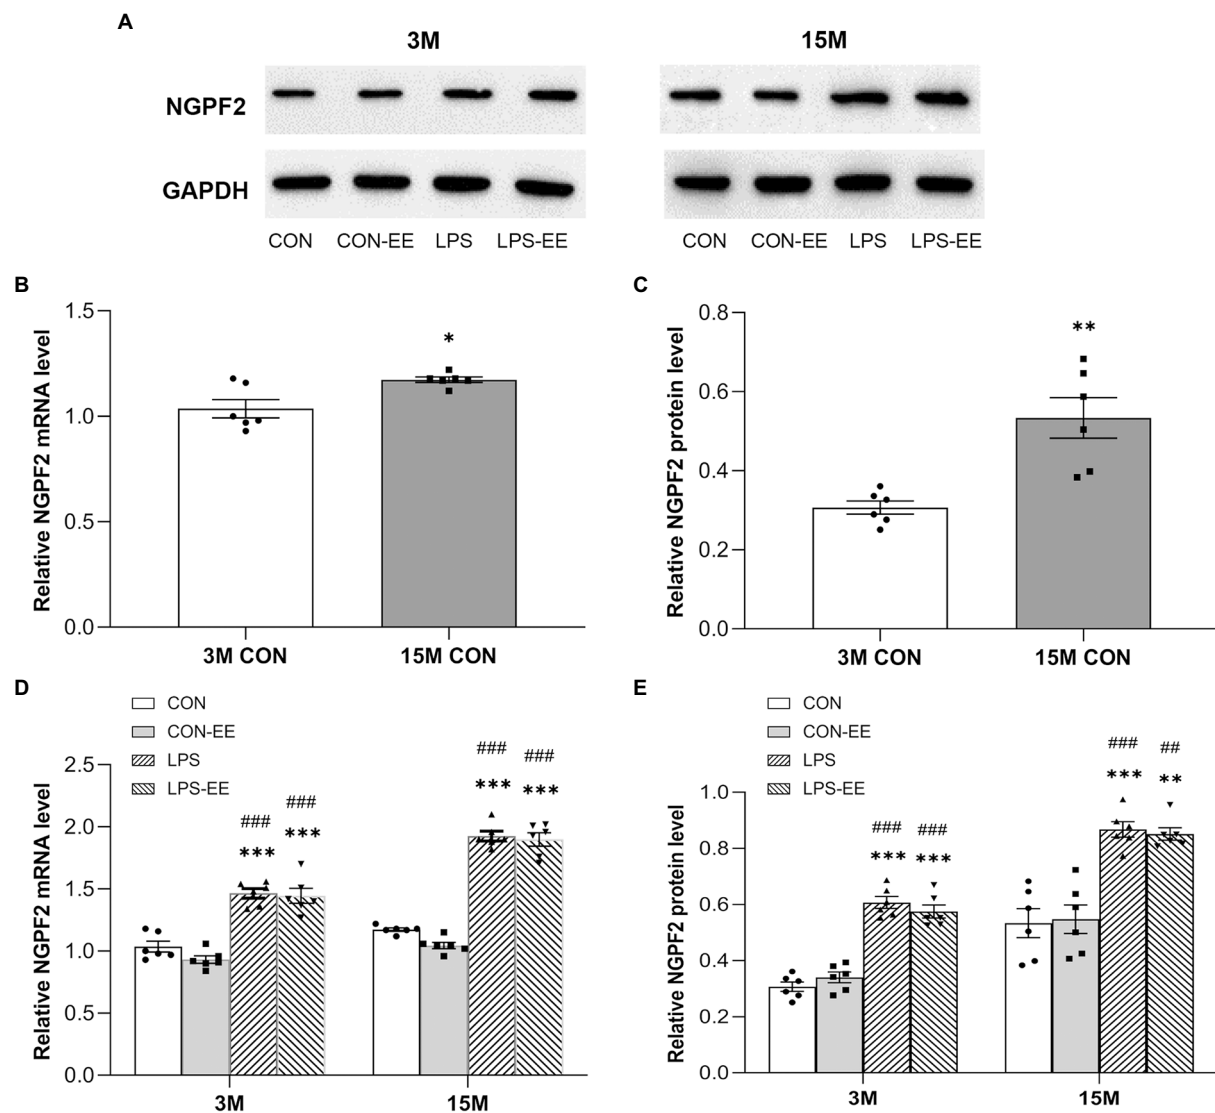 A
3M 15M
NGPF2
GAPDH
CON CON-EE LPS LPS-EE CON CON-EE LPS LPS-EE
B
Relative NGPF2 mRNA level
1.5
1.0
0.5
0.0
*
3M CON 15M CON
C
Relative NGPF2 protein level
0.8
0.6
0.4
0.2
0.0
**
3M CON 15M CON
D
CON
CON-EE
LPS
LPS-EE
Relative NGPF2 mRNA level
2.5
2.0
1.5
1.0
0.5
0.0
### ### ### ###
*** *** *** ***
3M 15M
E
CON
CON-EE
LPS
LPS-EE
Relative NGPF2 protein level
1.0
0.8
0.6
0.4
0.2
0.0
### ### ### ##
*** *** *** **
3M 15M